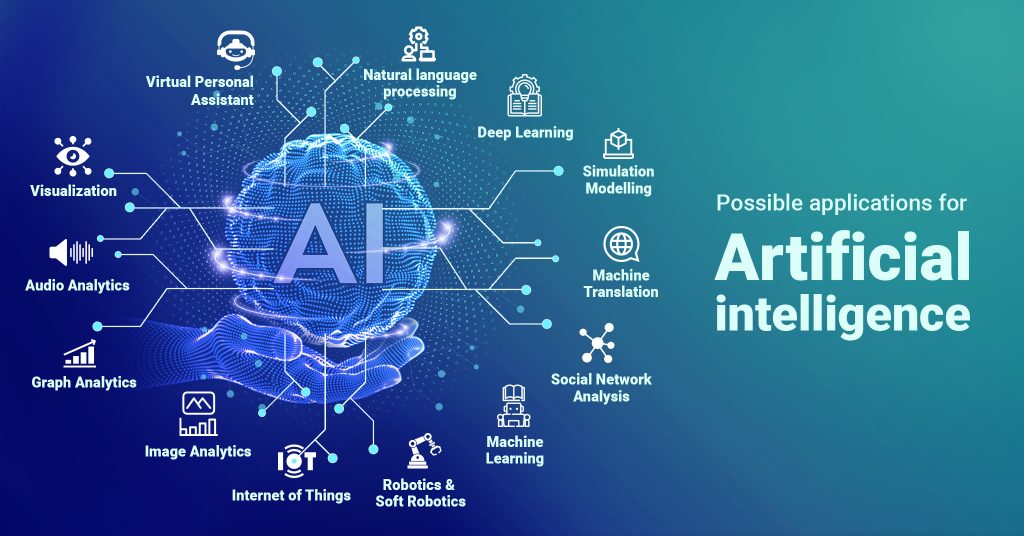 Virtual Personal
Assistant
Natural language
processing
Deep Learning
Simulation
Modelling
Machine
Translation
Social Network
Analysis
Machine
Learning
Robotics &
Soft Robotics
IOT
Internet of Things
Image Analytics
Graph Analytics
Audio Analytics
Visualization
AI
Possible applications for
Artificial
intelligence